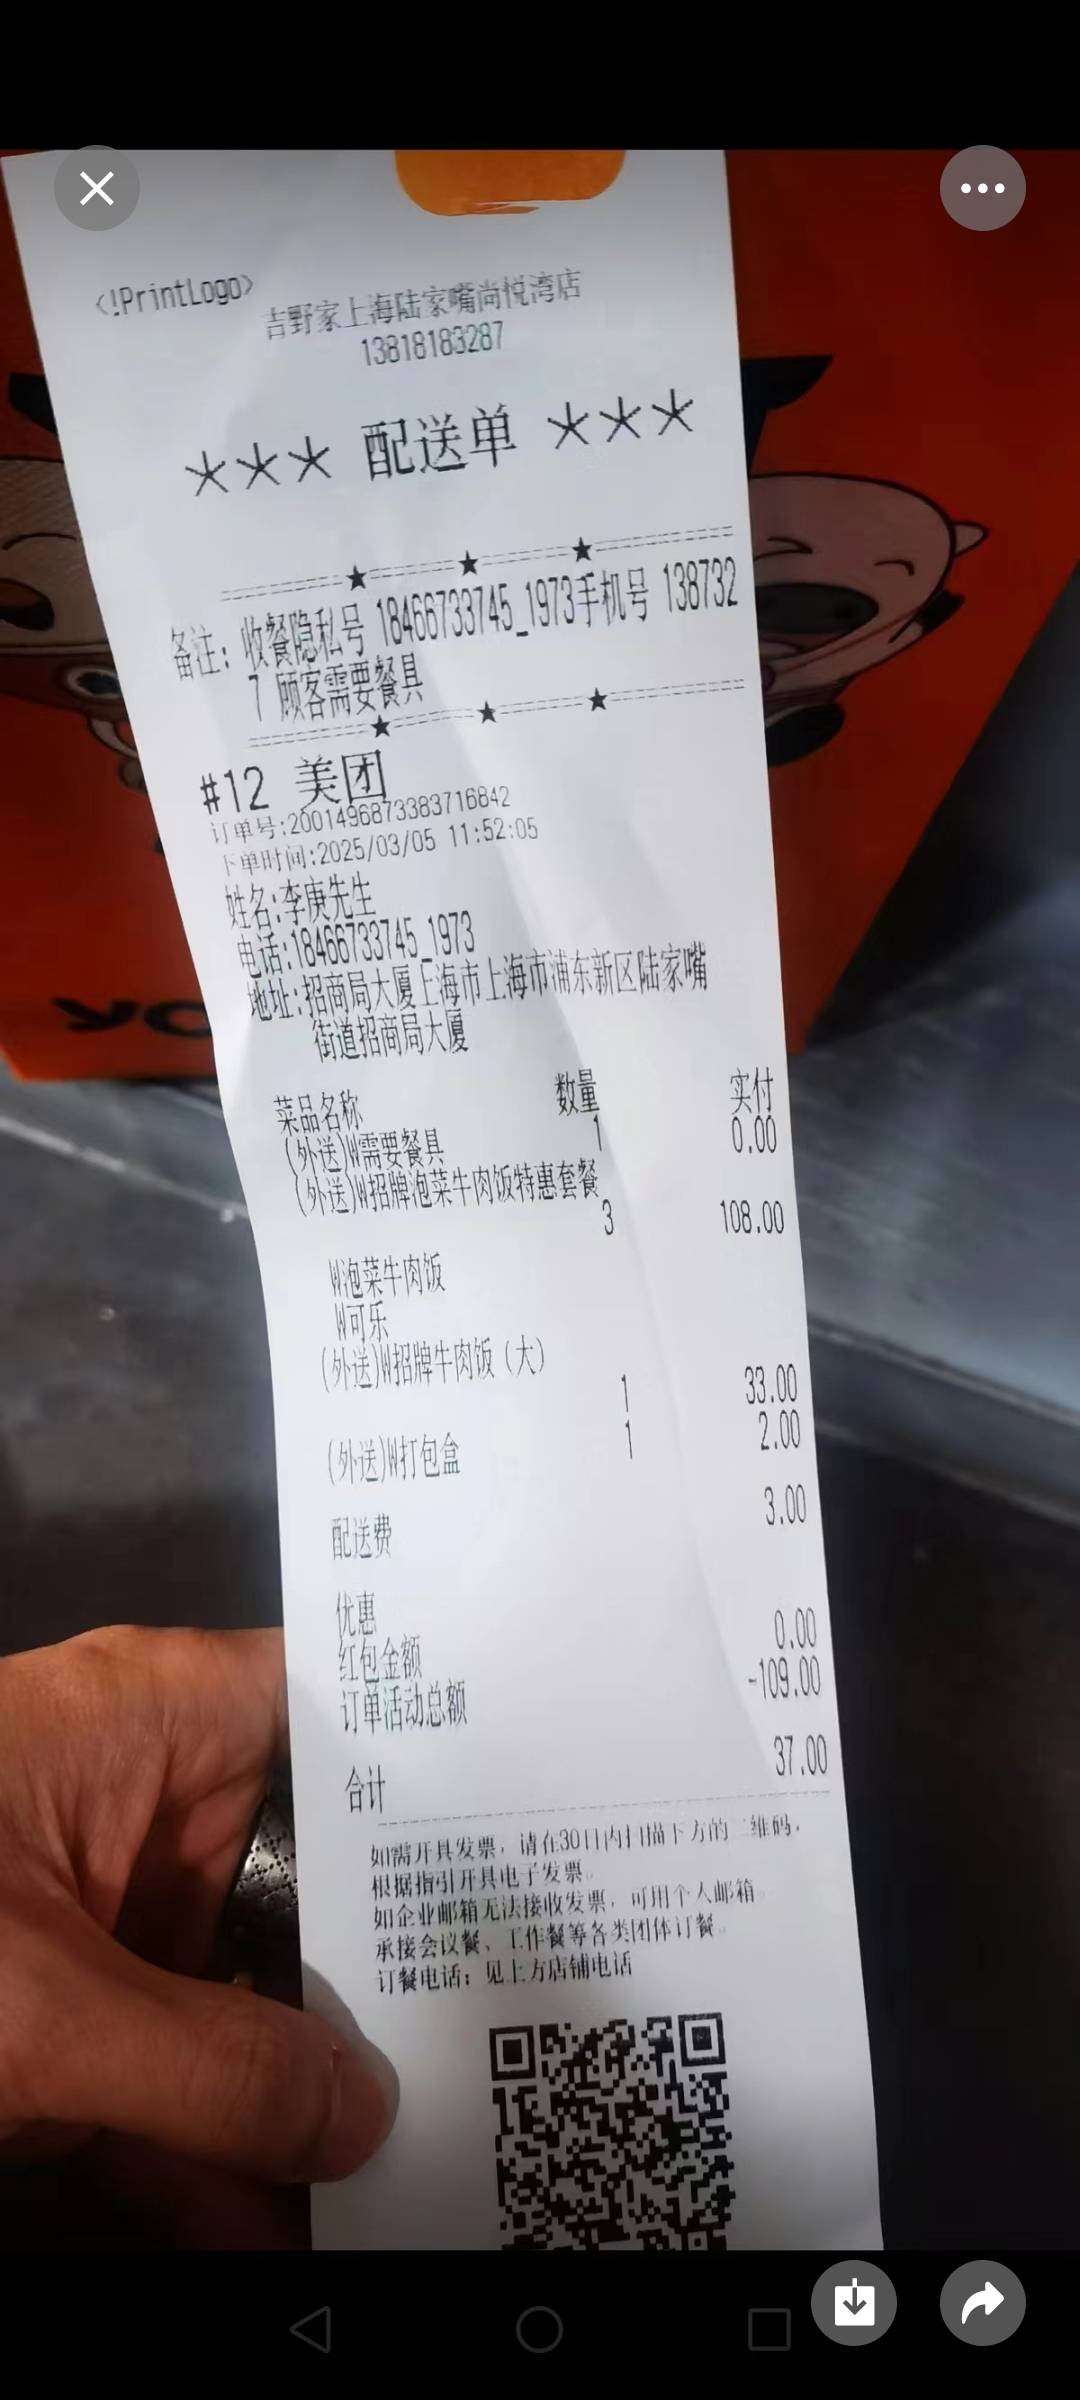 <!PrintLogo>
吉野家上海陆家嘴尚悦湾店
13818183287
*** 配送单 ***
备注: 收餐隐私号 18466733745_1973手机号 138732
7 顾客需要餐具
#12 美团
订单号:2001496873383716842
下单时间:2025/03/05 11:52:05
姓名:李庚先生
电话:18466733745_1973
地址:招商局大厦上海市上海市浦东新区陆家嘴
街道招商局大厦
菜品名称 数量 实付
(外送)W需要餐具 1 0.00
(外送)W招牌泡菜牛肉饭特惠套餐
3 108.00
W泡菜牛肉饭
W可乐
(外送)W招牌牛肉饭(大)
1 33.00
(外送)W打包盒 1 2.00
配送费 3.00
优惠
红包金额 0.00
订单活动总额 -109.00
合计 37.00
如需开具发票,请在30日内扫描下方的二维码,
根据指引开具电子发票。
如企业邮箱无法接收发票,可用个人邮箱。
承接会议餐、工作餐等各类团体订餐。
订餐电话:见上方店铺电话